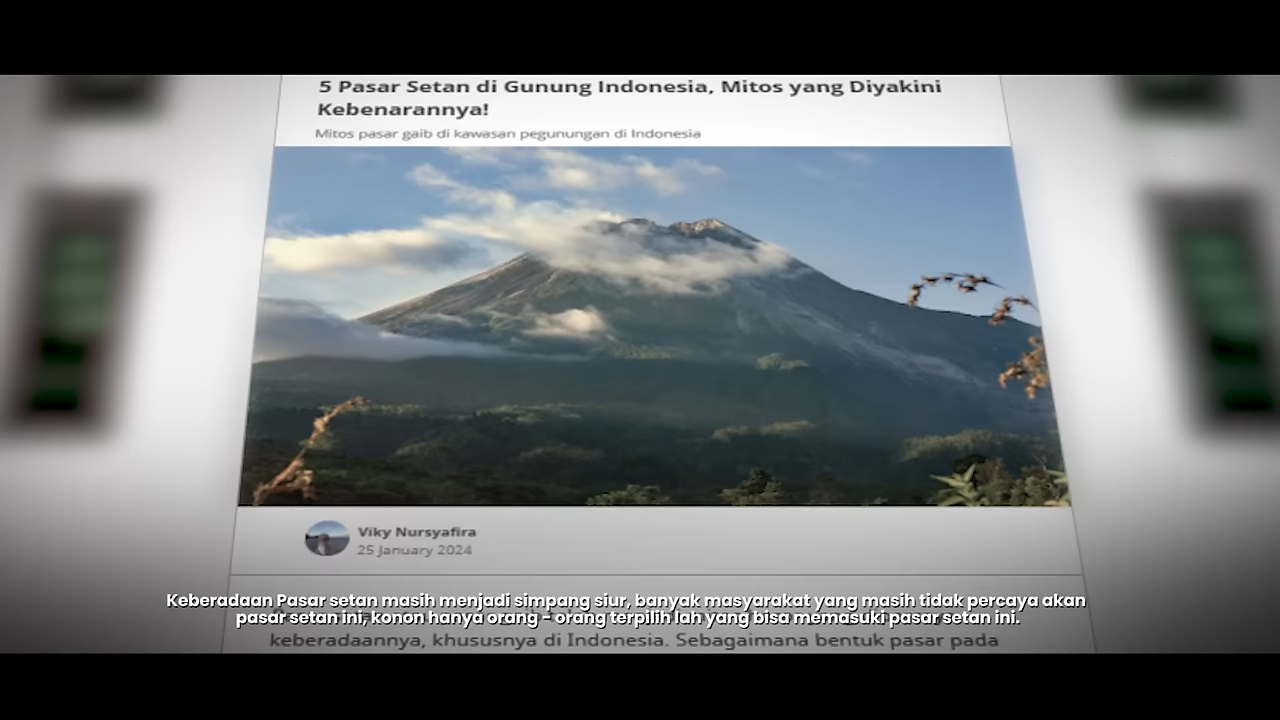 5 Pasar Setan di Gunung Indonesia, Mitos yang Diyakini
Kebenarannya!
Mitos pasar gaib di kawasan pegunungan di Indonesia
Viky Nursyafira
25 January 2024
Keberadaan Pasar setan masih menjadi simpang siur, banyak masyarakat yang masih tidak percaya akan
pasar setan ini, konon hanya orang - orang terpilih lah yang bisa memasuki pasar setan ini.
keberadaannya, khususnya di Indonesia. Sebagaimana bentuk pasar pada